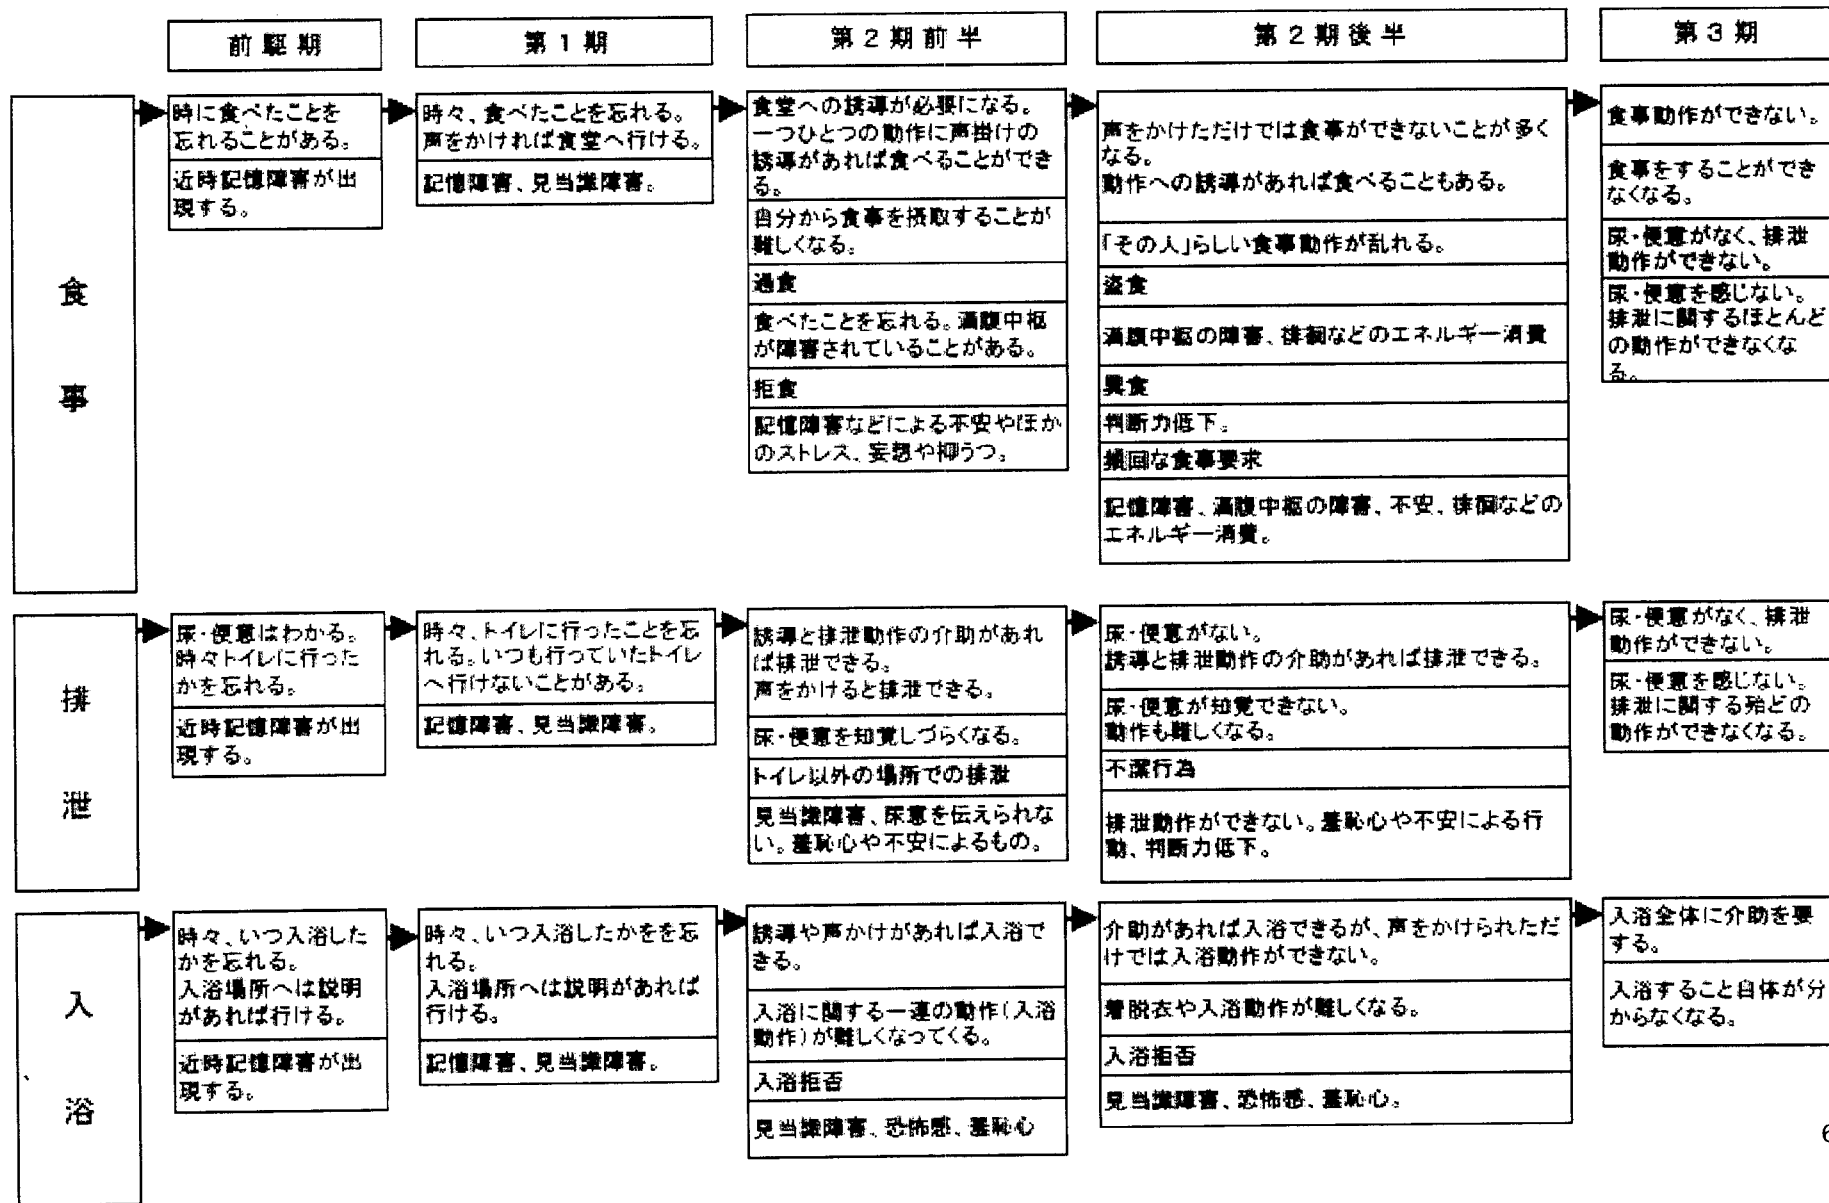 前駆期
第1期
第2期前半
第2期後半
第3期
食事
時に食べたことを
忘れることがある。
近時記憶障害が出
現する。
時々、食べたことを忘れる。
声をかければ食堂へ行ける。
記憶障害、見当識障害。
食堂への誘導が必要になる。
一つひとつの動作に声掛けの
誘導があれば食べることができ
る。
自分から食事を摂取することが
難しくなる。
過食
食べたことを忘れる。満腹中枢
が障害されていることがある。
拒食
記憶障害などによる不安やほか
のストレス、妄想や抑うつ。
声をかけただけでは食事ができないことが多く
なる。
動作への誘導があれば食べることもある。
「その人」らしい食事動作が乱れる。
盗食
満腹中枢の障害、徘徊などのエネルギー消費
異食
判断力低下。
頻回な食事要求
記憶障害、満腹中枢の障害、不安、徘徊などの
エネルギー消費。
食事動作ができない。
食事をすることができ
なくなる。
尿・便意がなく、排泄
動作ができない。
尿・便意を感じない。
排泄に関するほとんど
の動作ができなくな
る。
排泄
尿・便意はわかる。
時々トイレに行った
かを忘れる。
近時記憶障害が出
現する。
時々、トイレに行ったことを忘
れる。いつも行っていたトイレ
へ行けないことがある。
記憶障害、見当識障害。
誘導と排泄動作の介助があれ
ば排泄できる。
声をかけると排泄できる。
尿・便意を知覚しづらくなる。
トイレ以外の場所での排泄
見当識障害、尿意を伝えられな
い。羞恥心や不安によるもの。
尿・便意がない。
誘導と排泄動作の介助があれば排泄できる。
尿・便意が知覚できない。
動作も難しくなる。
不潔行為
排泄動作ができない。羞恥心や不安による行
動、判断力低下。
尿・便意がなく、排泄
動作ができない。
尿・便意を感じない。
排泄に関する殆どの
動作ができなくなる。
入浴
時々、いつ入浴した
かを忘れる。
入浴場所へは説明
があれば行ける。
近時記憶障害が出
現する。
時々、いつ入浴したかをを忘
れる。
入浴場所へは説明があれば
行ける。
記憶障害、見当識障害。
誘導や声かけがあれば入浴で
きる。
入浴に関する一連の動作(入浴
動作)が難しくなってくる。
入浴拒否
見当識障害、恐怖感、羞恥心
介助があれば入浴できるが、声をかけられただ
けでは入浴動作ができない。
着脱衣や入浴動作が難しくなる。
入浴拒否
見当識障害、恐怖感、羞恥心。
入浴全体に介助を要
する。
入浴すること自体が分
からなくなる。
6